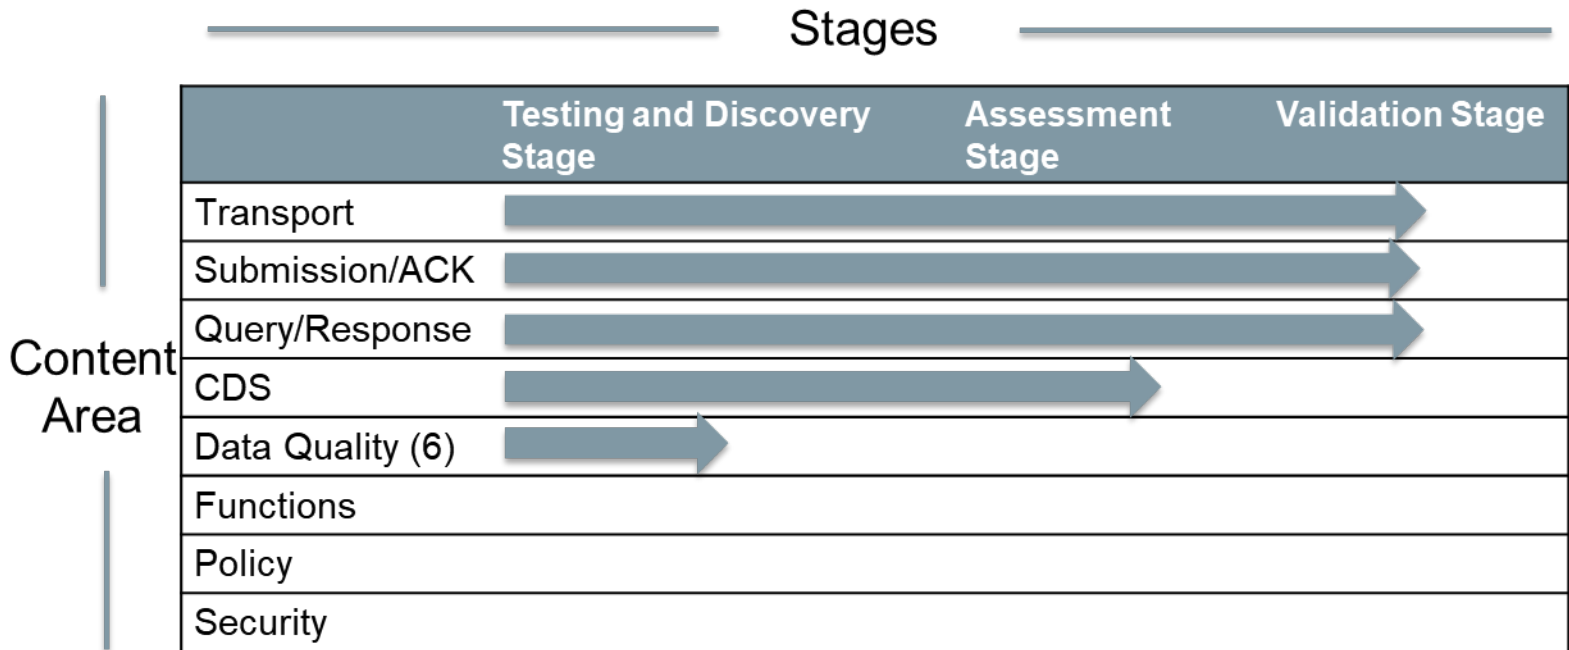 Stages
Testing and Discovery
Stage
Assessment
Stage
Validation Stage
Content
Area
Transport
Submission/ACK
Query/Response
CDS
Data Quality (6)
Functions
Policy
Security